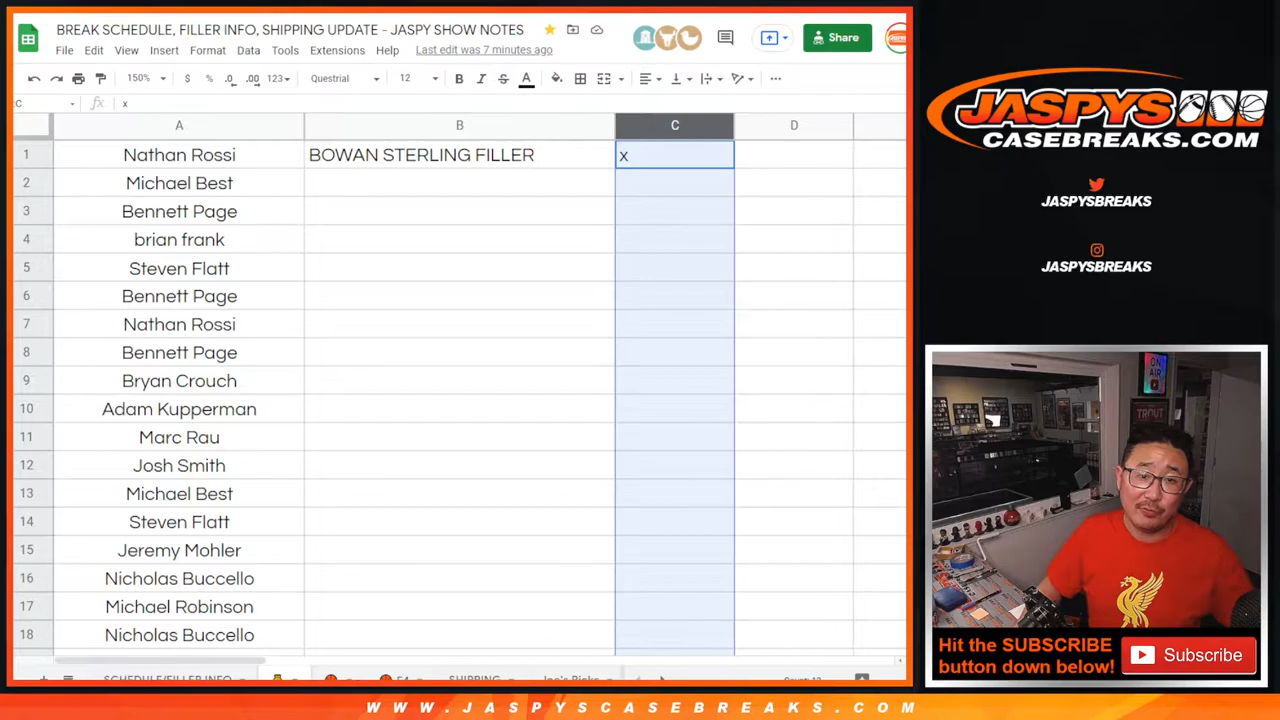 BREAK SCHEDULE, FILLER INFO, SHIPPING UPDATE - JASPY SHOW NOTES
File Edit View Insert Format Data Tools Extensions Help Last edit was 7 minutes ago
Share
150% $ % .0 .00 123 Questrial 12 B I S A
C fx x
A B C D
1 Nathan Rossi BOWAN STERLING FILLER x
2 Michael Best
3 Bennett Page
4 brian frank
5 Steven Flatt
6 Bennett Page
7 Nathan Rossi
8 Bennett Page
9 Bryan Crouch
10 Adam Kupperman
11 Marc Rau
12 Josh Smith
13 Michael Best
14 Steven Flatt
15 Jeremy Mohler
16 Nicholas Buccello
17 Michael Robinson
18 Nicholas Buccello
JASPYS
CASEBREAKS.COM
JASPYSBREAKS
JASPYSBREAKS
ON
AIR
TROUT
Hit the SUBSCRIBE
button down below!
Subscribe
WWW.JASPYSCASEBREAKS.COM